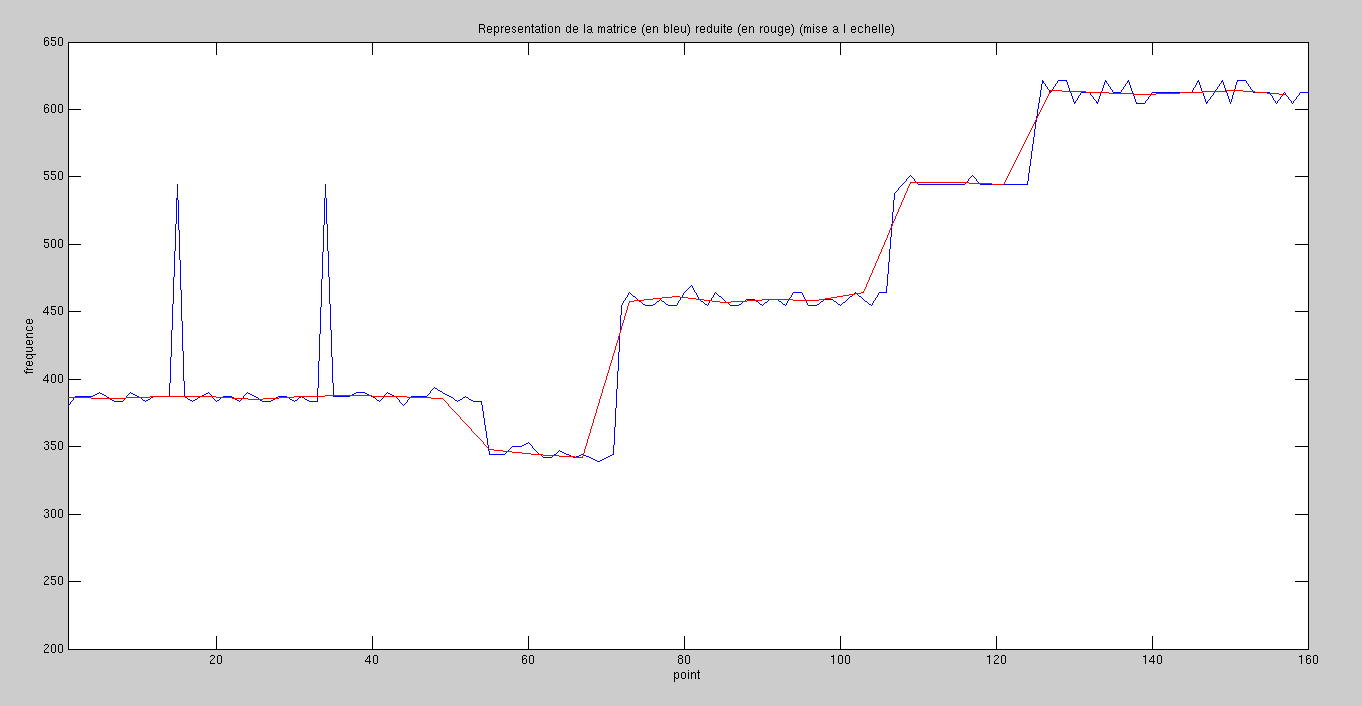 Representation de la matrice (en bleu) reduite (en rouge) (mise a l echelle)
650
600
550
500
450
400
350
300
250
200
frequence
20 40 60 80 100 120 140 160
point